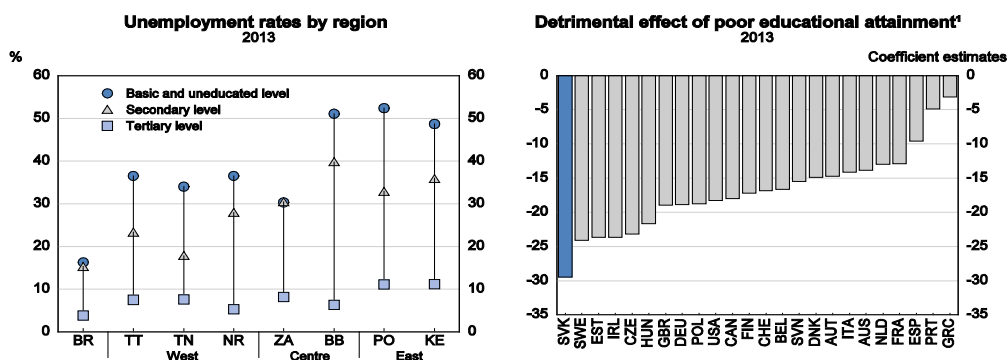 Unemployment rates by region
2013
%
60 60
50 50
40 40
30 30
20 20
10 10
0 0
Basic and uneducated level
Secondary level
Tertiary level
BR TT TN NR ZA BB PO KE
West Centre East
Detrimental effect of poor educational attainment¹
2013
Coefficient estimates
0 0
-5 -5
-10 -10
-15 -15
-20 -20
-25 -25
-30 -30
-35 -35
SVK SWE EST IRL CZE HUN GBR DEU POL USA CAN FIN CHE BEL SVN DNK AUT ITA AUS NLD FRA ESP PRT GRC